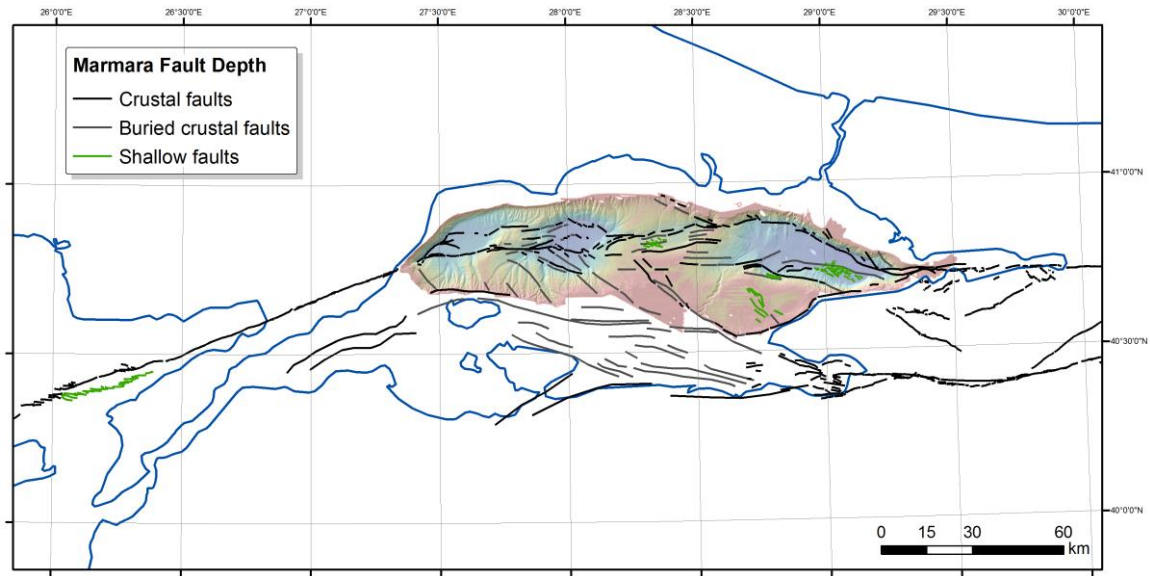 26°0'0"E 26°30'0"E 27°0'0"E 27°30'0"E 28°0'0"E 28°30'0"E 29°0'0"E 29°30'0"E 30°0'0"E
Marmara Fault Depth
Crustal faults
Buried crustal faults
Shallow faults
41°0'0"N
40°30'0"N
40°0'0"N
0 15 30 60
km